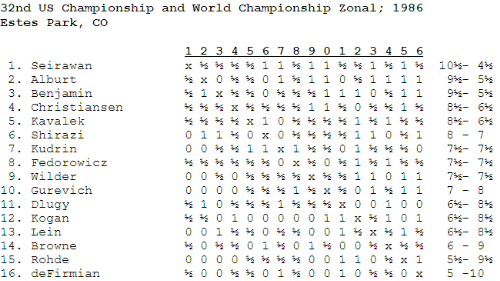 32nd US Championship and World Championship Zonal; 1986
Estes Park, CO
1 2 3 4 5 6 7 8 9 0 1 2 3 4 5 6
1. Seirawan x ½ ½ ½ ½ 1 1 ½ 1 1 ½ ½ 1 ½ 1 ½ 10½- 4½
2. Alburt ½ x 0 ½ ½ 0 1 ½ 1 1 0 ½ 1 1 1 1 9½- 5½
3. Benjamin ½ 1 x ½ ½ 0 ½ ½ ½ 1 1 1 0 ½ 1 1 9½- 5½
4. Christiansen ½ ½ ½ x ½ ½ ½ ½ 1 1 ½ 0 ½ ½ 1 ½ 8½- 6½
5. Kavalek ½ ½ ½ ½ x 1 0 ½ ½ ½ ½ 1 ½ 1 ½ ½ 8½- 6½
6. Shirazi 0 1 1 ½ 0 x 0 ½ ½ ½ ½ 1 1 0 ½ 1 8 - 7
7. Kudrin 0 0 ½ ½ 1 1 x 1 ½ ½ 0 1 ½ ½ ½ 0 7½- 7½
8. Fedorowicz ½ ½ ½ ½ ½ ½ 0 x ½ 0 ½ 1 ½ 1 ½ ½ 7½- 7½
9. Wilder 0 0 ½ 0 ½ ½ ½ ½ x ½ ½ 1 1 0 1 1 7½- 7½
10. Gurevich 0 0 0 0 ½ ½ ½ 1 ½ x ½ 0 1 ½ 1 1 7 - 8
11. Dlugy ½ 1 0 ½ ½ ½ 1 ½ ½ ½ x 0 0 1 0 0 6½- 8½
12. Kogan ½ ½ 0 1 0 0 0 0 0 1 1 x ½ 1 0 1 6½- 8½
13. Lein 0 0 1 ½ ½ 0 ½ ½ 0 0 1 ½ x ½ 1 ½ 6½- 8½
14. Browne ½ 0 ½ ½ 0 1 ½ 0 1 ½ 0 0 ½ x ½ ½ 6 - 9
15. Rohde 0 0 0 0 ½ ½ ½ ½ 0 0 1 1 0 ½ x 1 5½- 9½
16. deFirmian ½ 0 0 ½ ½ 0 1 ½ 0 0 1 0 ½ ½ 0 x 5 -10